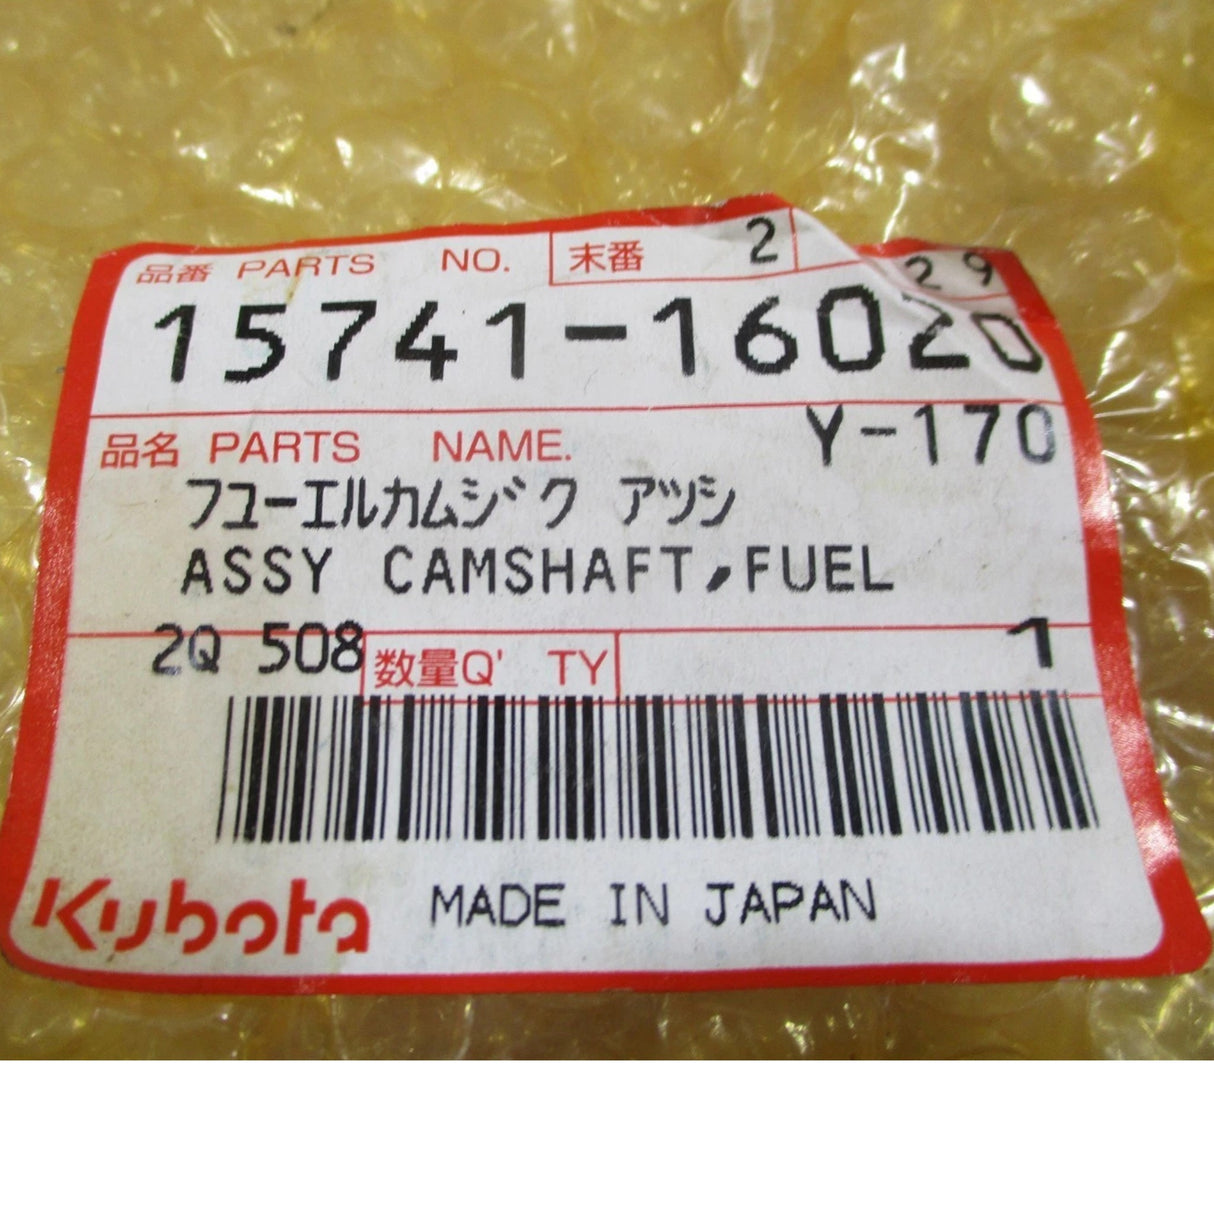 品番 PARTS NO. 末番 2 29
15741-16020
品名 PARTS NAME. Y-170
フユーエルカムシ゛ク アツシ
ASSY CAMSHAFT,FUEL
2Q 508 数量Q' TY 1
Kubota MADE IN JAPAN